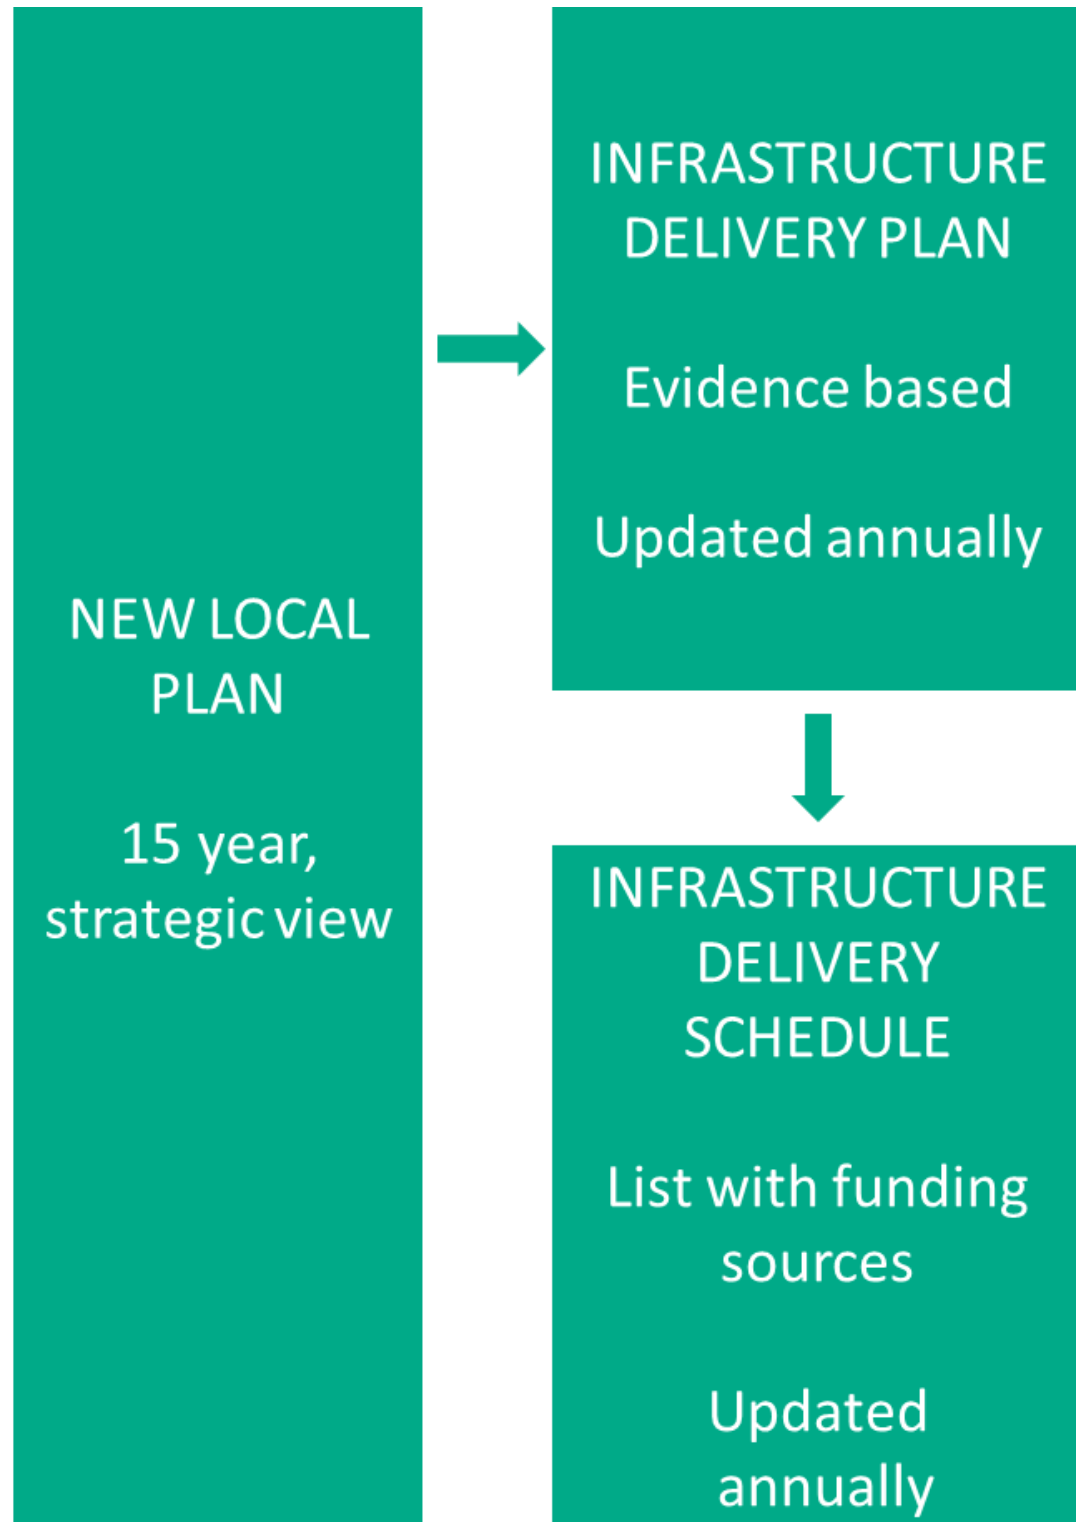 NEW LOCAL
PLAN
15 year,
strategic view
INFRASTRUCTURE
DELIVERY PLAN
Evidence based
Updated annually
INFRASTRUCTURE
DELIVERY
SCHEDULE
List with funding
sources
Updated
annually